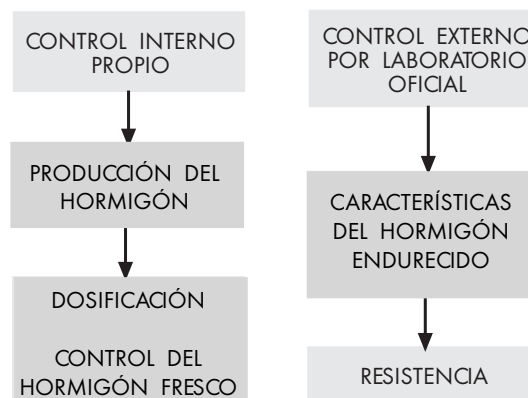 CONTROL INTERNO
PROPIO
PRODUCCIÓN DEL
HORMIGÓN
DOSIFICACIÓN
CONTROL DEL
HORMIGÓN FRESCO
CONTROL EXTERNO
POR LABORATORIO
OFICIAL
CARACTERÍSTICAS
DEL HORMIGÓN
ENDURECIDO
RESISTENCIA